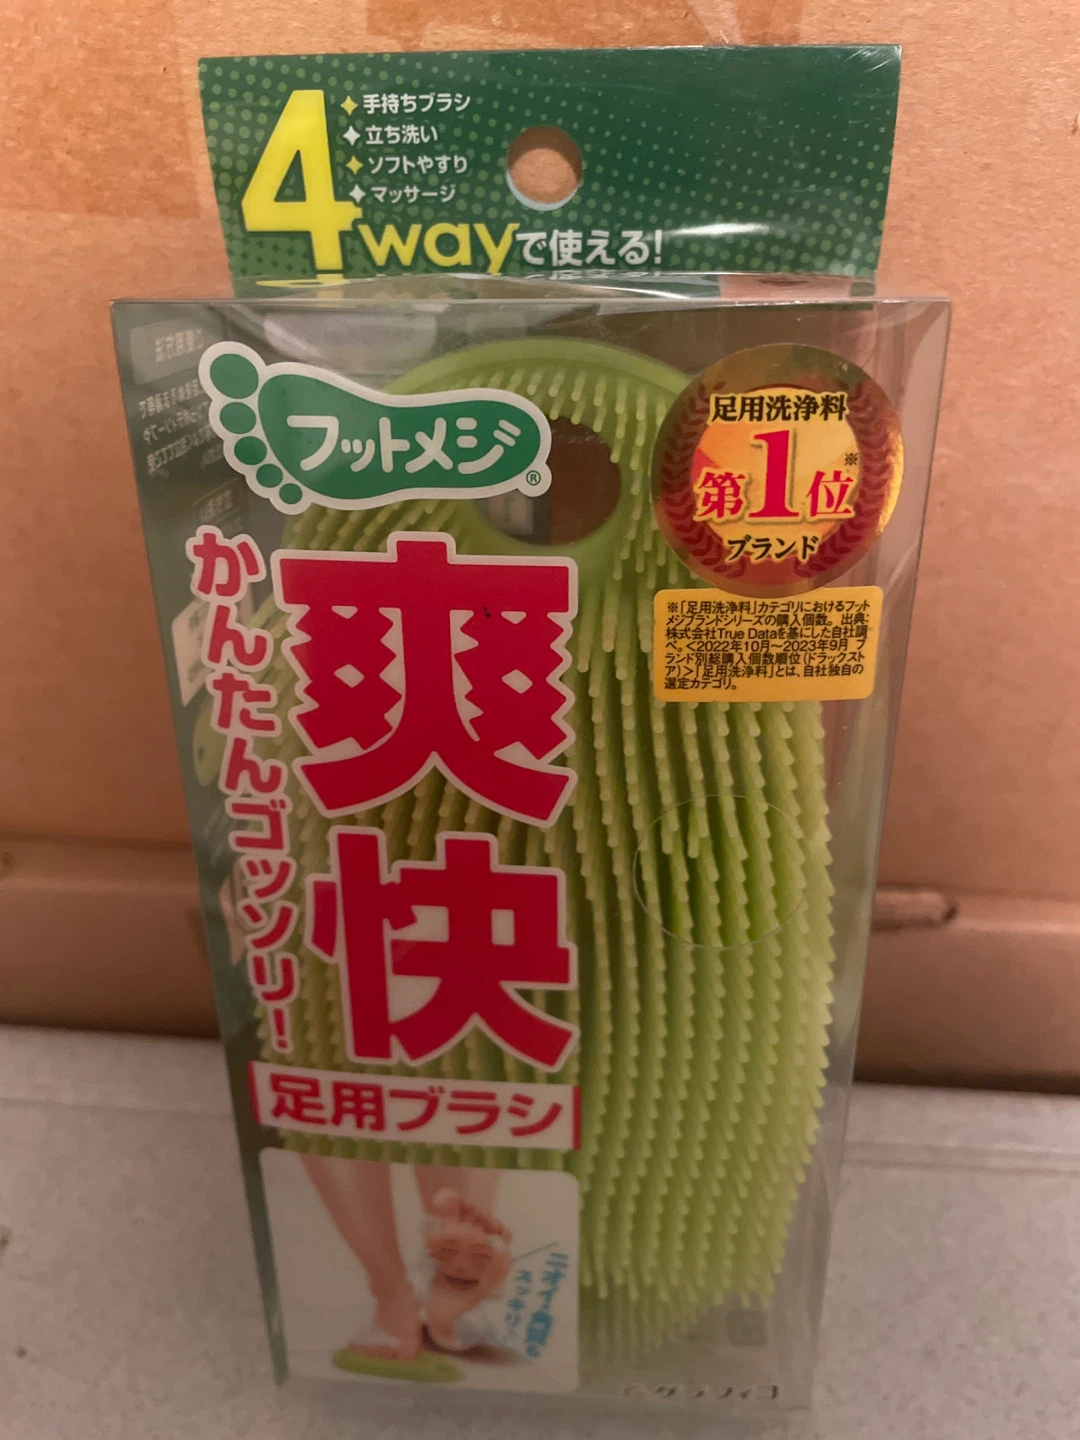 4wayで使える!
手持ちブラシ
立ち洗い
ソフトやすり
マッサージ
フットメジ®
足用洗浄料
第1位※
ブランド
※「足用洗浄料」カテゴリにおけるフット
メジブランドシリーズの購入個数。出典:
株式会社True Dataを基にした自社調
べ。<2022年10月〜2023年9月 ブ
ランド別総購入個数順位(ドラックスト
ア)>「足用洗浄料」とは、自社独自の
選定カテゴリ。
かんたんゴッソリ!
爽快
足用ブラシ
ニオイも角質も
スッキリ
グラフィコ